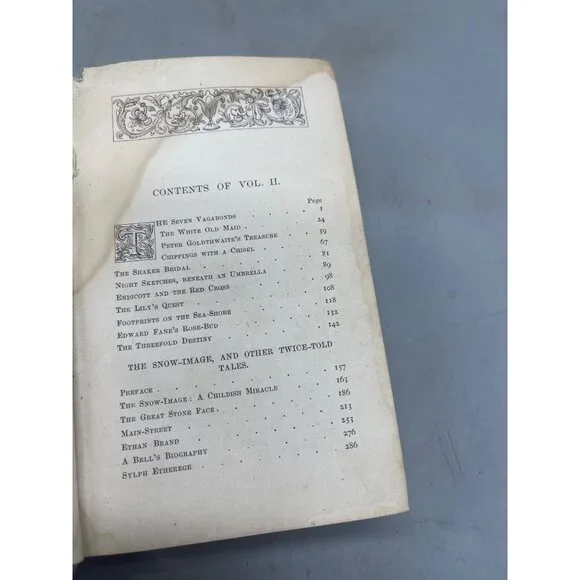 CONTENTS OF VOL. II.
Page
THE SEVEN VAGABONDS . . . . 1
THE WHITE OLD MAID . . . . 24
PETER GOLDTHWAITE'S TREASURE . . . 39
CHIPPINGS WITH A CHISEL . . . . 67
THE SHAKER BRIDAL . . . . . 81
NIGHT SKETCHES, BENEATH AN UMBRELLA . . . 89
ENDICOTT AND THE RED CROSS . . . . 98
THE LILY'S QUEST . . . . . 108
FOOTPRINTS ON THE SEA-SHORE . . . . 118
EDWARD FANE'S ROSE-BUD . . . . 132
THE THREEFOLD DESTINY . . . . 142
THE SNOW-IMAGE, AND OTHER TWICE-TOLD
TALES.
PREFACE . . . . . . 157
THE SNOW-IMAGE: A CHILDISH MIRACLE . . . 163
THE GREAT STONE FACE . . . . . 186
MAIN-STREET . . . . . . 213
ETHAN BRAND . . . . . . 253
A BELL'S BIOGRAPHY . . . . . 276
SYLPH ETHEREGE . . . . . 286